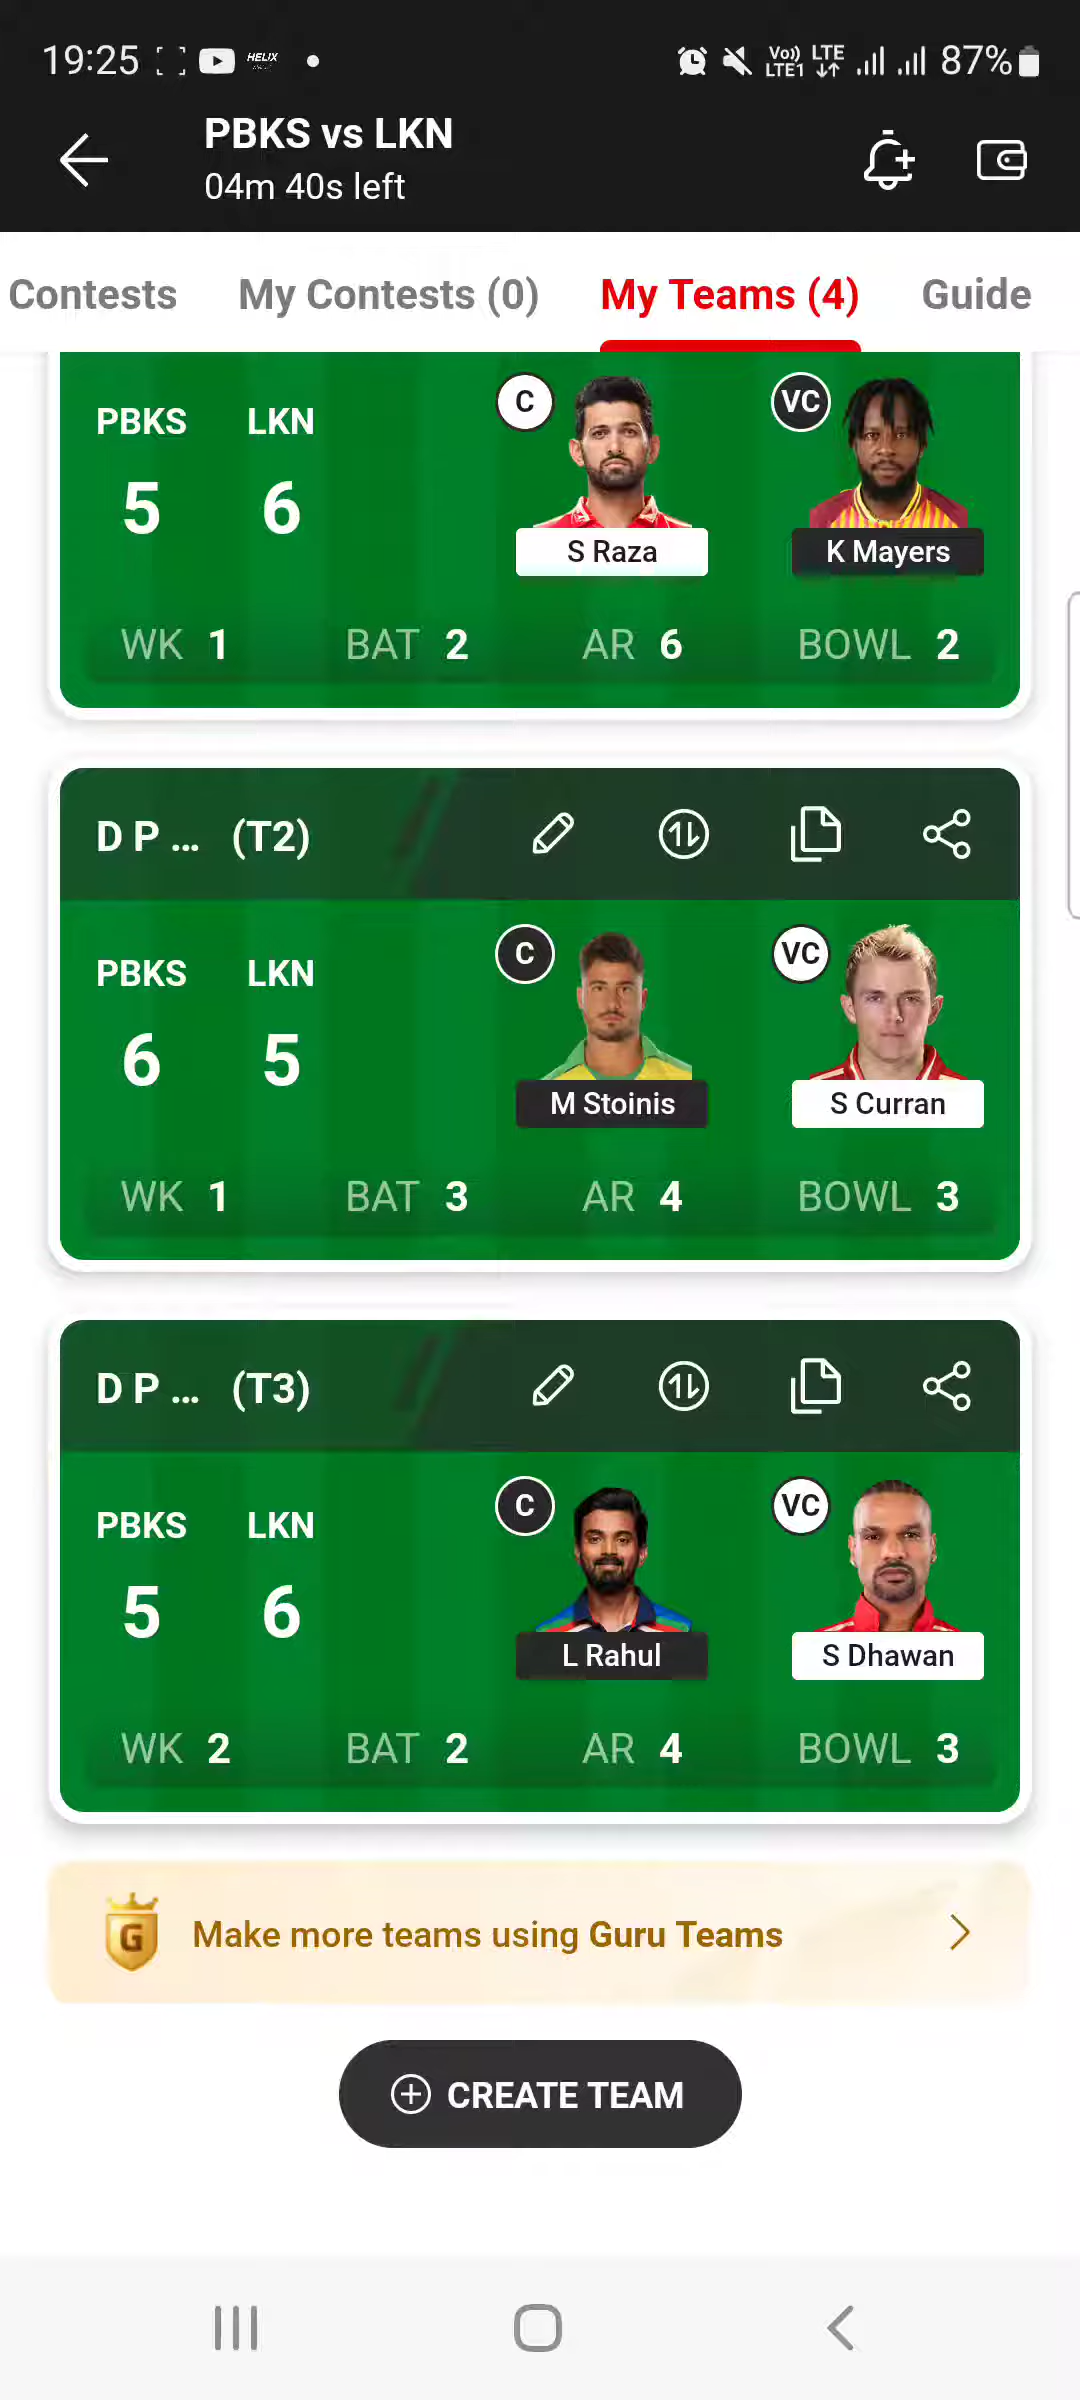 19:25 HELIX Vo)) LTE1 LTE 87%
PBKS vs LKN
04m 40s left
Contests My Contests (0) My Teams (4) Guide
PBKS LKN C VC
5 6
S Raza K Mayers
WK 1 BAT 2 AR 6 BOWL 2
D P ... (T2)
PBKS LKN C VC
6 5
M Stoinis S Curran
WK 1 BAT 3 AR 4 BOWL 3
D P ... (T3)
PBKS LKN C VC
5 6
L Rahul S Dhawan
WK 2 BAT 2 AR 4 BOWL 3
G Make more teams using Guru Teams
CREATE TEAM